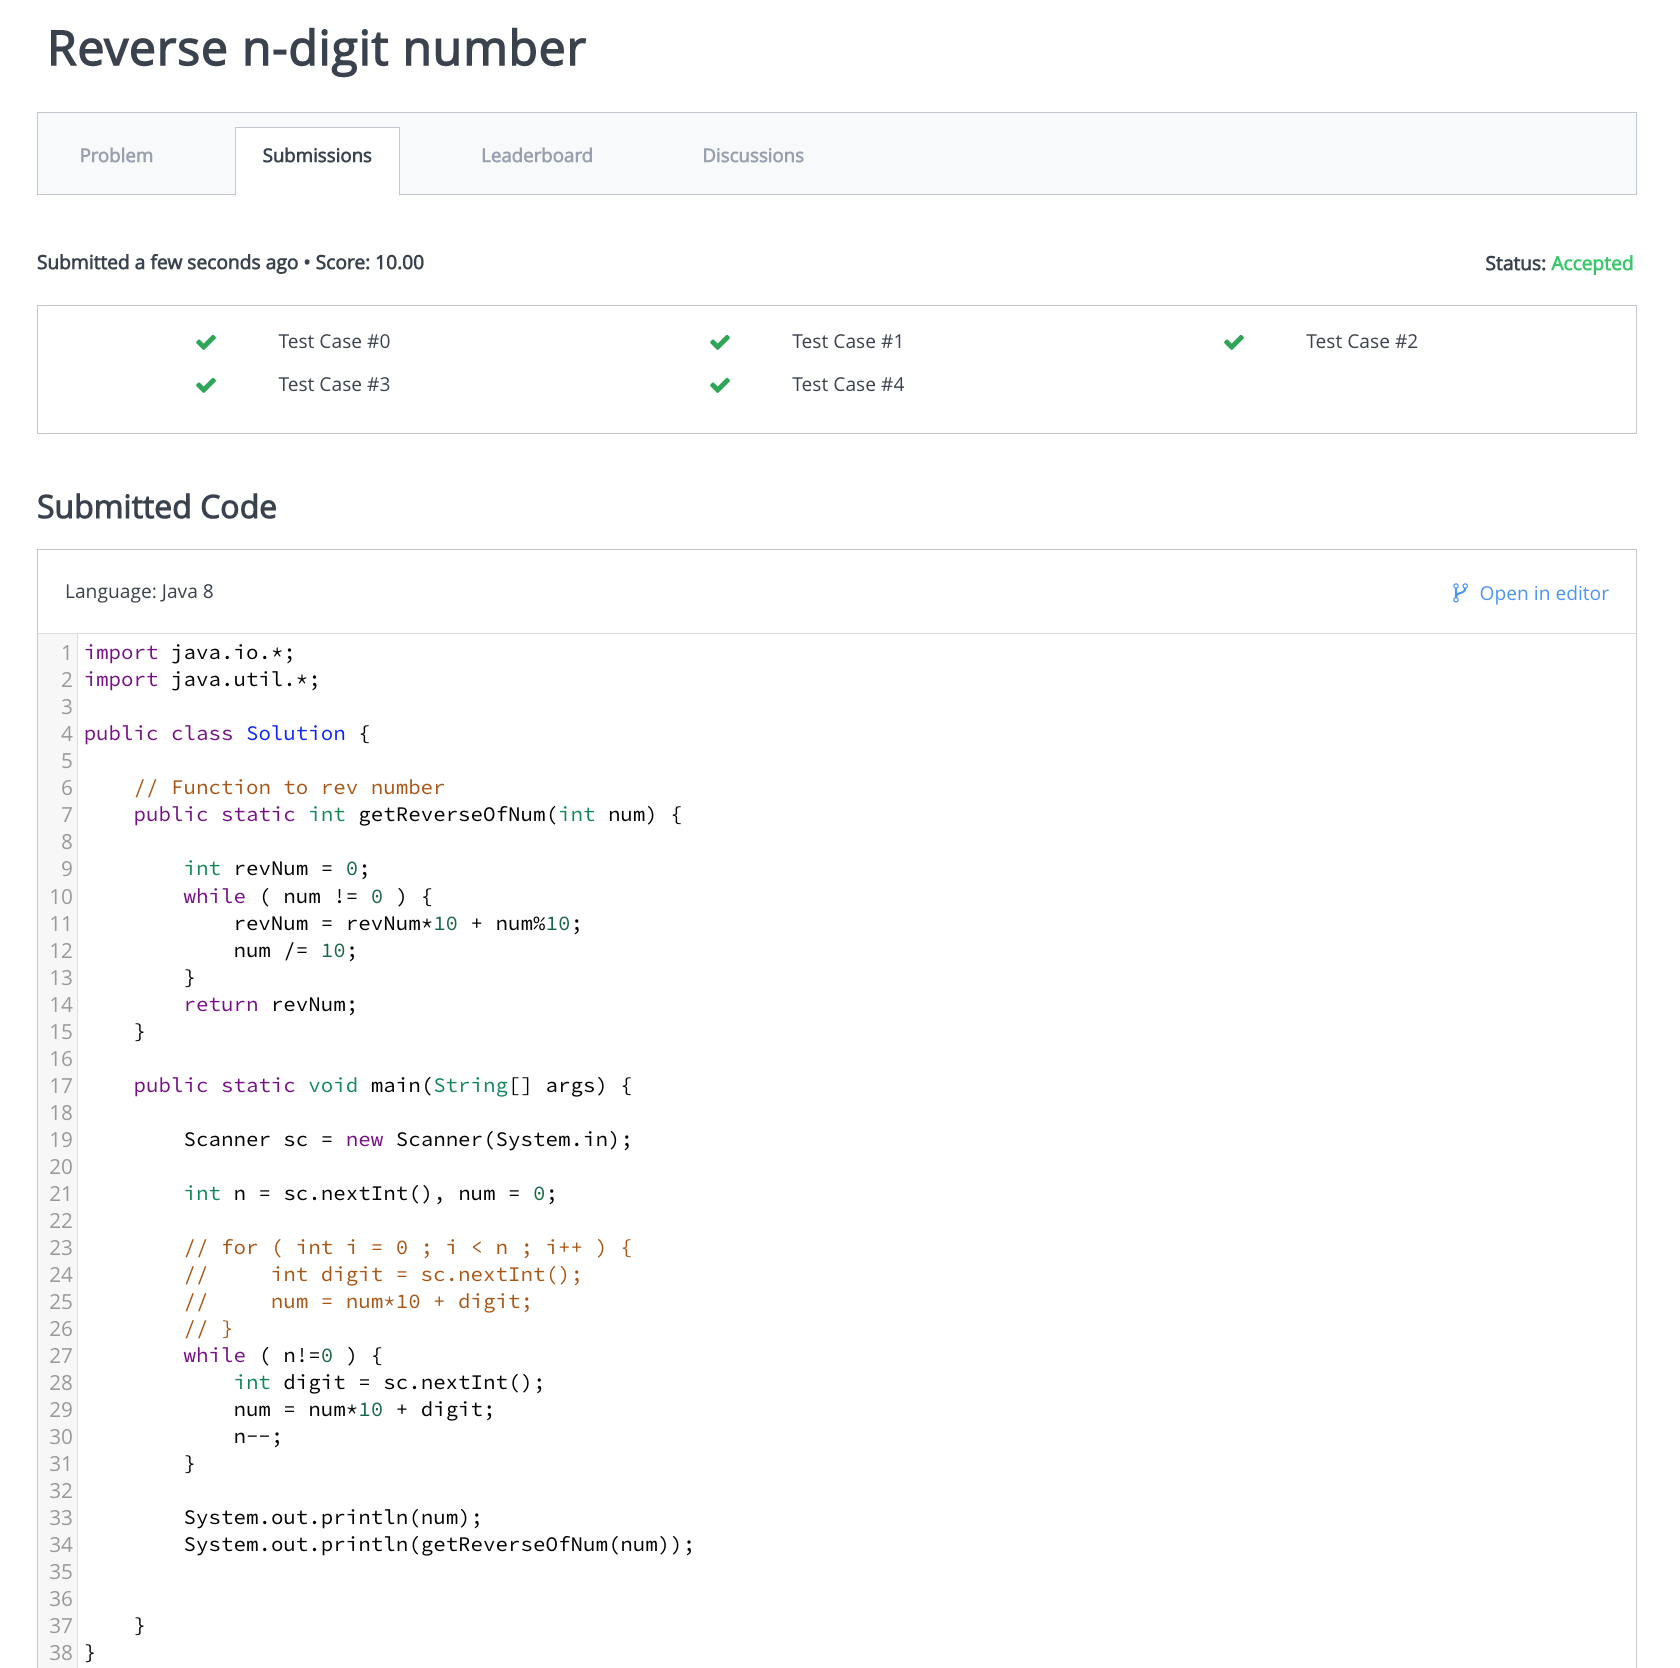 Reverse n-digit number
Problem Submissions Leaderboard Discussions
Submitted a few seconds ago • Score: 10.00 Status: Accepted
Test Case #0 Test Case #1 Test Case #2
Test Case #3 Test Case #4
Submitted Code
Language: Java 8 Open in editor
1 import java.io.*;
2 import java.util.*;
3
4 public class Solution {
5
6     // Function to rev number
7     public static int getReverseOfNum(int num) {
8
9         int revNum = 0;
10         while ( num != 0 ) {
11             revNum = revNum*10 + num%10;
12             num /= 10;
13         }
14         return revNum;
15     }
16
17     public static void main(String[] args) {
18
19         Scanner sc = new Scanner(System.in);
20
21         int n = sc.nextInt(), num = 0;
22
23         // for ( int i = 0 ; i < n ; i++ ) {
24         //     int digit = sc.nextInt();
25         //     num = num*10 + digit;
26         // }
27         while ( n!=0 ) {
28             int digit = sc.nextInt();
29             num = num*10 + digit;
30             n--;
31         }
32
33         System.out.println(num);
34         System.out.println(getReverseOfNum(num));
35
36
37     }
38 }